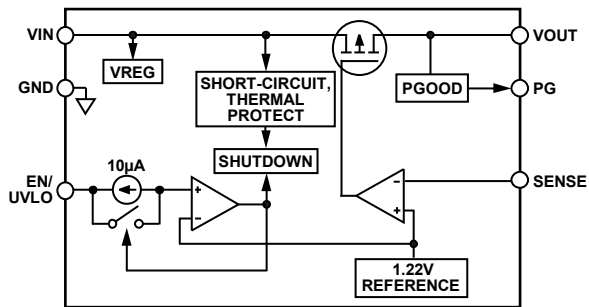 VIN
VOUT
VREG
GND
SHORT-CIRCUIT,
THERMAL
PROTECT
PGOOD
PG
10µA
SHUTDOWN
EN/
UVLO
+
–
–
+
SENSE
1.22V
REFERENCE